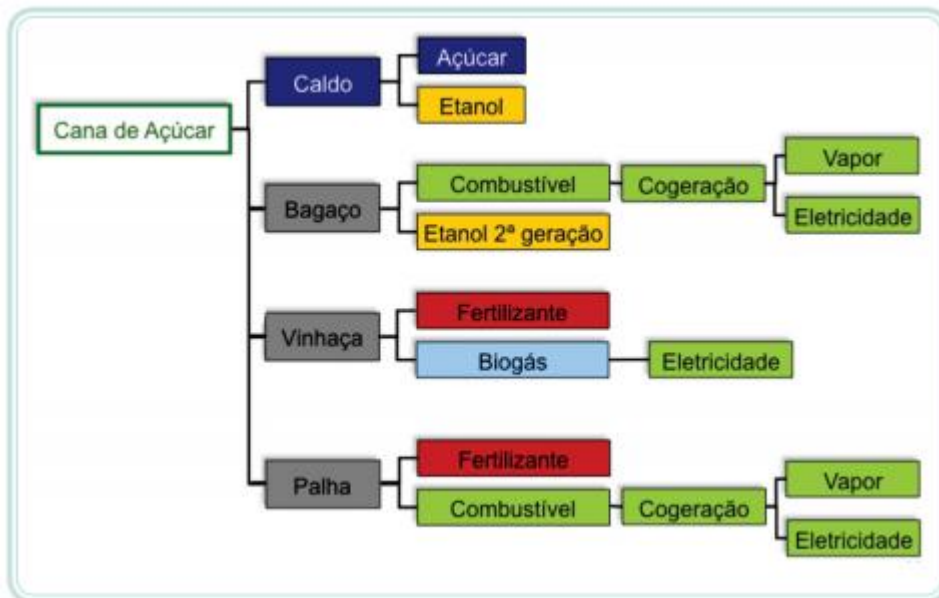 Cana de Açúcar
Caldo
Açúcar
Etanol
Bagaço
Combustível
Cogeração
Vapor
Eletricidade
Etanol 2ª geração
Vinhaça
Fertilizante
Biogás
Eletricidade
Palha
Fertilizante
Combustível
Cogeração
Vapor
Eletricidade